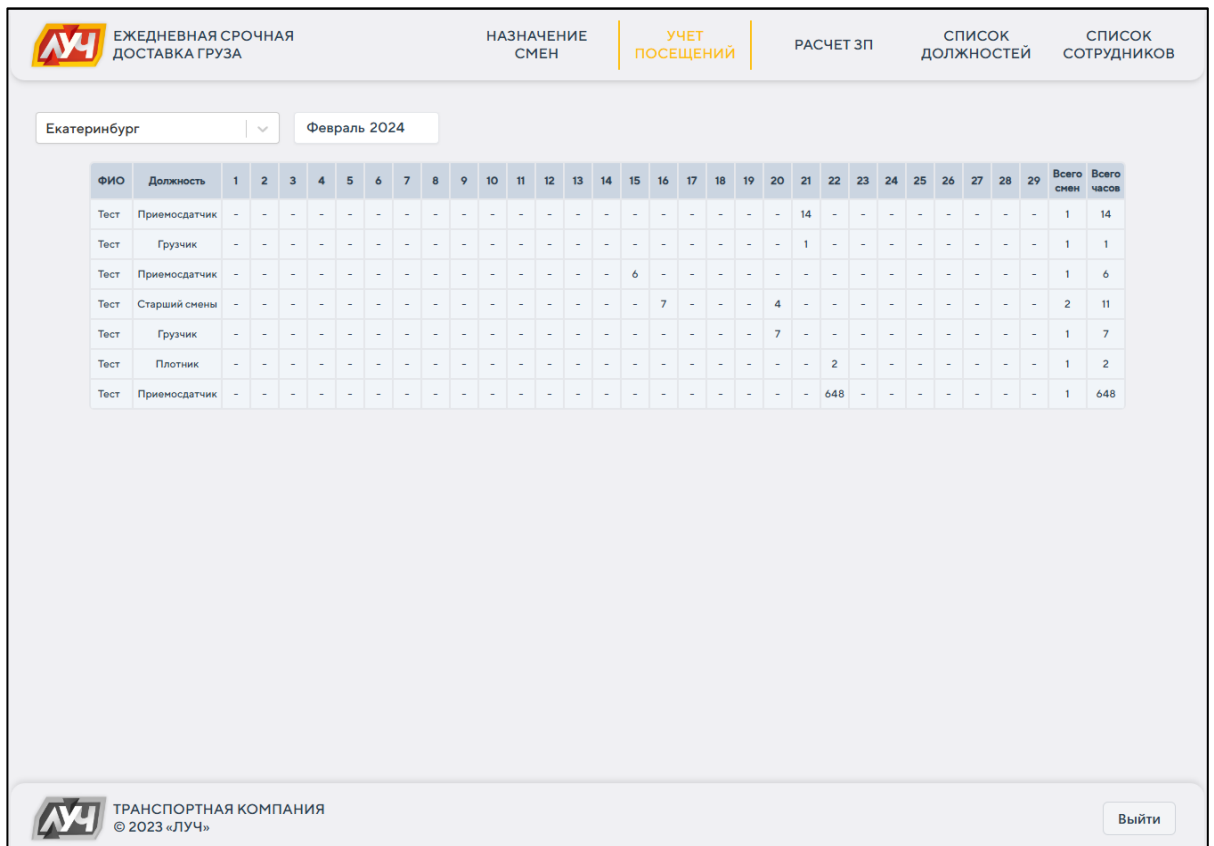 ЛУЧ
ЕЖЕДНЕВНАЯ СРОЧНАЯ
ДОСТАВКА ГРУЗА
НАЗНАЧЕНИЕ
СМЕН
УЧЕТ
ПОСЕЩЕНИЙ
РАСЧЕТ ЗП
СПИСОК
ДОЛЖНОСТЕЙ
СПИСОК
СОТРУДНИКОВ
Екатеринбург
Февраль 2024
ФИО Должность 1 2 3 4 5 6 7 8 9 10 11 12 13 14 15 16 17 18 19 20 21 22 23 24 25 26 27 28 29 Всего смен Всего часов
Тест Приемосдатчик - - - - - - - - - - - - - - - - - - - - 14 - - - - - - - - 1 14
Тест Грузчик - - - - - - - - - - - - - - - - - - - - 1 - - - - - - - - 1 1
Тест Приемосдатчик - - - - - - - - - - - - - - 6 - - - - - - - - - - - - - - 1 6
Тест Старший смены - - - - - - - - - - - - - - - 7 - - - 4 - - - - - - - - - 2 11
Тест Грузчик - - - - - - - - - - - - - - - - - - - 7 - - - - - - - - - 1 7
Тест Плотник - - - - - - - - - - - - - - - - - - - - - 2 - - - - - - - 1 2
Тест Приемосдатчик - - - - - - - - - - - - - - - - - - - - - 648 - - - - - - - 1 648
ЛУЧ
ТРАНСПОРТНАЯ КОМПАНИЯ
© 2023 «ЛУЧ»
Выйти